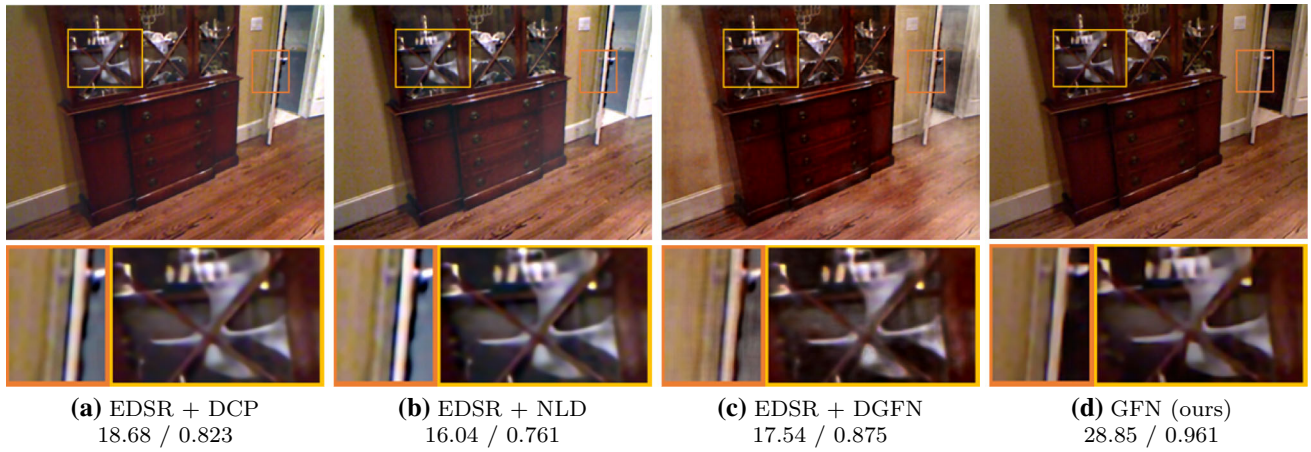 (a) EDSR + DCP
18.68 / 0.823
(b) EDSR + NLD
16.04 / 0.761
(c) EDSR + DGFN
17.54 / 0.875
(d) GFN (ours)
28.85 / 0.961